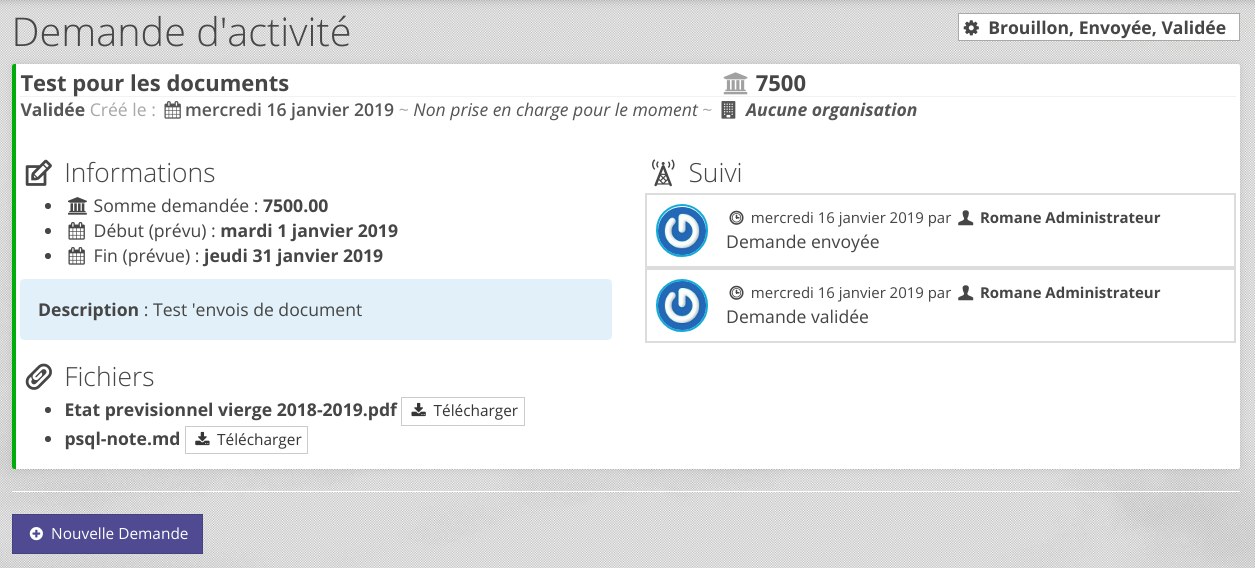 Demande d'activité
Brouillon, Envoyée, Validée
Test pour les documents
7500
Validée Créé le : mercredi 16 janvier 2019 ~ Non prise en charge pour le moment ~ Aucune organisation
Informations
Somme demandée : 7500.00
Début (prévu) : mardi 1 janvier 2019
Fin (prévue) : jeudi 31 janvier 2019
Description : Test 'envois de document
Fichiers
Etat previsionnel vierge 2018-2019.pdf Télécharger
psql-note.md Télécharger
Suivi
mercredi 16 janvier 2019 par Romane Administrateur
Demande envoyée
mercredi 16 janvier 2019 par Romane Administrateur
Demande validée
Nouvelle Demande